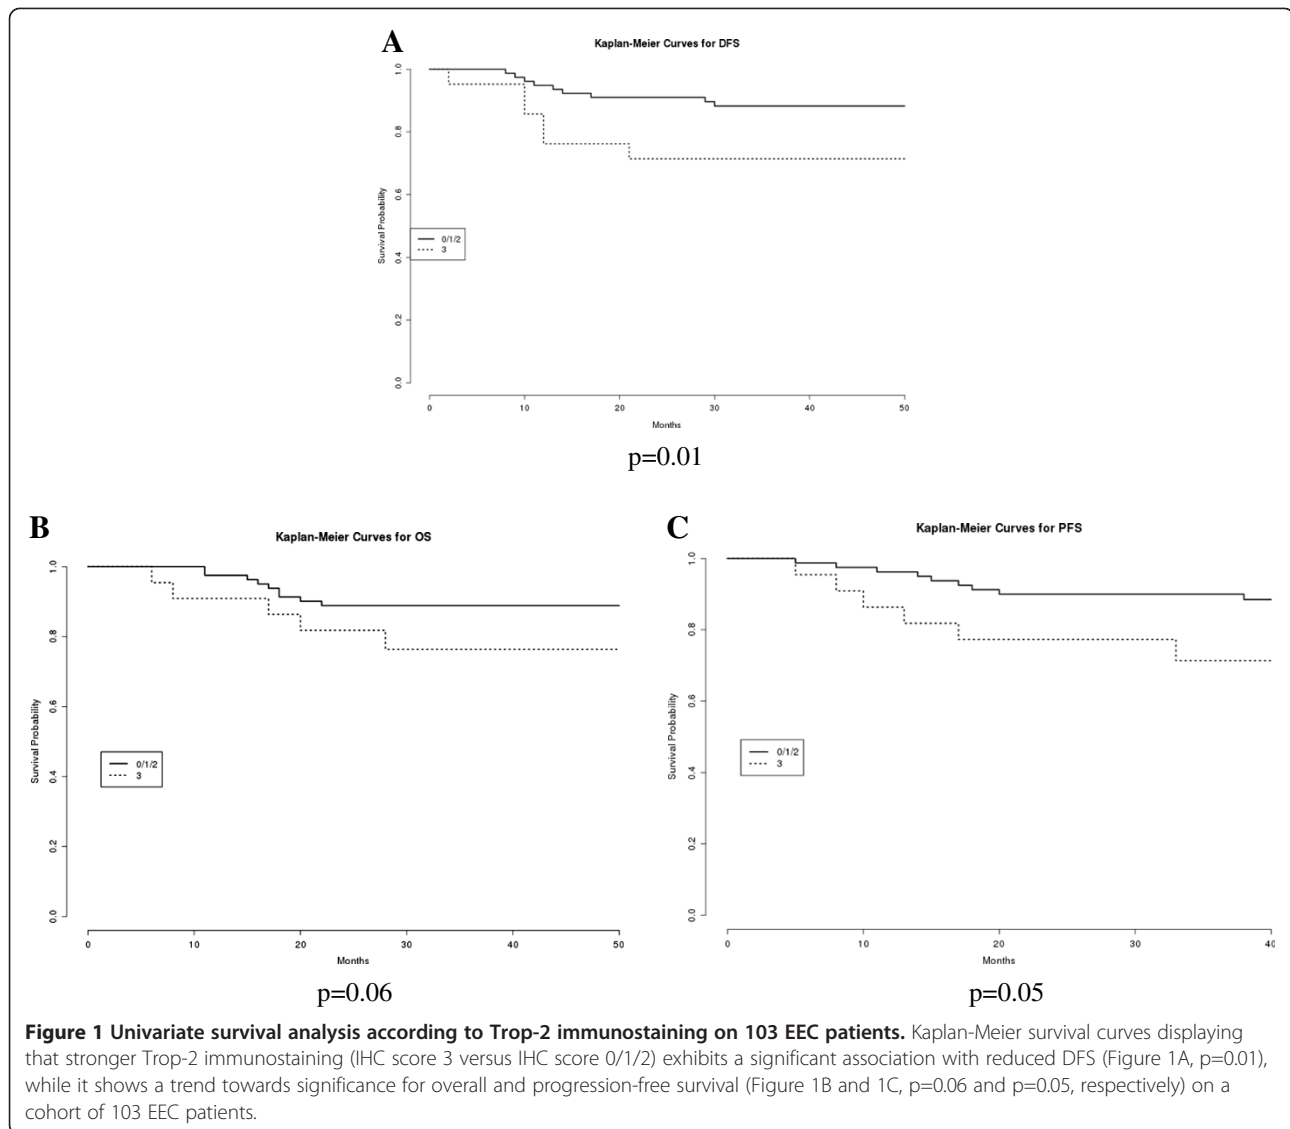 A
Kaplan-Meier Curves for DFS
Survival Probability
1.0
0.8
0.6
0.4
0.2
0.0
0/1/2
3
0 10 20 30 40 50
Months
p=0.01
B
Kaplan-Meier Curves for OS
Survival Probability
1.0
0.8
0.6
0.4
0.2
0.0
0/1/2
3
0 10 20 30 40 50
Months
p=0.06
C
Kaplan-Meier Curves for PFS
Survival Probability
1.0
0.8
0.6
0.4
0.2
0.0
0/1/2
3
0 10 20 30 40
Months
p=0.05
Figure 1 Univariate survival analysis according to Trop-2 immunostaining on 103 EEC patients. Kaplan-Meier survival curves displaying
that stronger Trop-2 immunostaining (IHC score 3 versus IHC score 0/1/2) exhibits a significant association with reduced DFS (Figure 1A, p=0.01),
while it shows a trend towards significance for overall and progression-free survival (Figure 1B and 1C, p=0.06 and p=0.05, respectively) on a
cohort of 103 EEC patients.